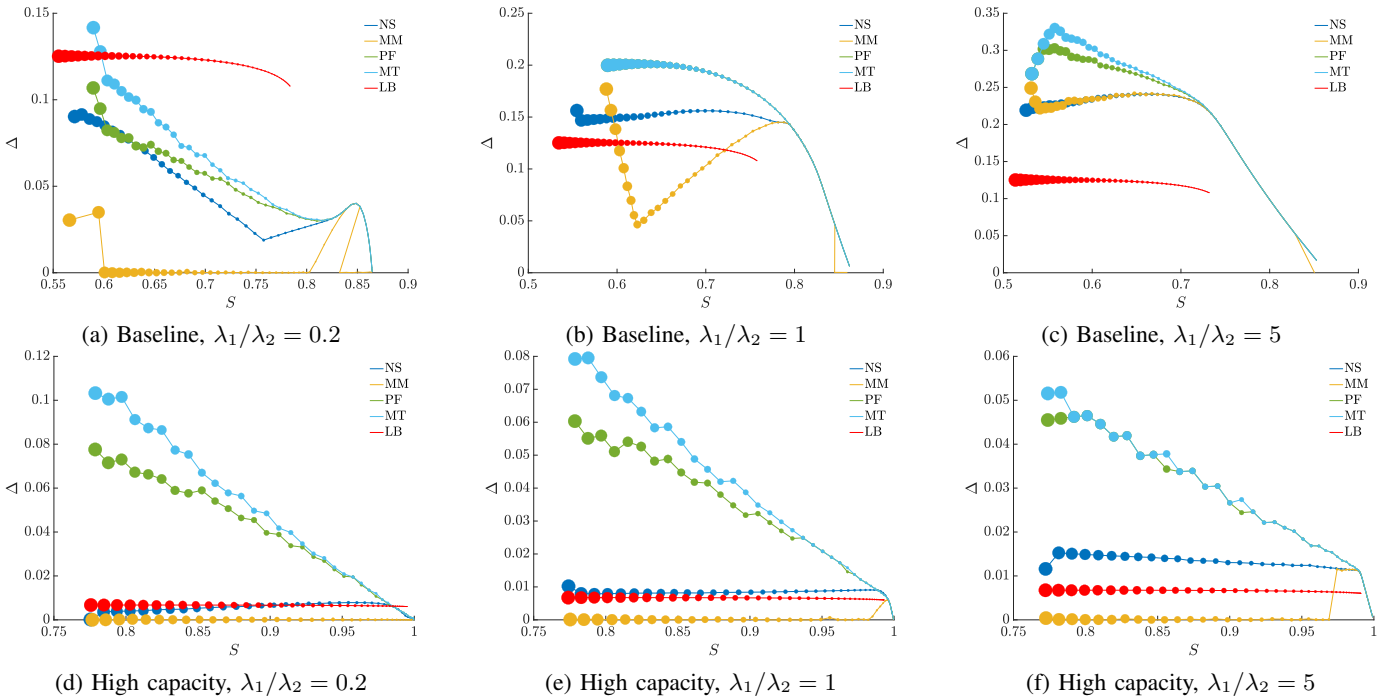 0.15
0.1
0.05
0
Δ
0.55 0.6 0.65 0.7 0.75 0.8 0.85 0.9
S
NS
MM
PF
MT
LB
(a) Baseline, λ₁/λ₂ = 0.2
0.25
0.2
0.15
0.1
0.05
0
Δ
0.6 0.7 0.8 0.9
S
NS
MM
PF
MT
LB
(b) Baseline, λ₁/λ₂ = 1
0.35
0.3
0.25
0.2
0.15
0.1
0.05
0
Δ
0.5 0.6 0.7 0.8 0.9
S
NS
MM
PF
MT
LB
(c) Baseline, λ₁/λ₂ = 5
0.12
0.1
0.08
0.06
0.04
0.02
0
Δ
0.75 0.8 0.85 0.9 0.95 1
S
NS
MM
PF
MT
LB
(d) High capacity, λ₁/λ₂ = 0.2
0.08
0.07
0.06
0.05
0.04
0.03
0.02
0.01
0
Δ
0.75 0.8 0.85 0.9 0.95 1
S
NS
MM
PF
MT
LB
(e) High capacity, λ₁/λ₂ = 1
0.06
0.05
0.04
0.03
0.02
0.01
0
Δ
0.75 0.8 0.85 0.9 0.95 1
S
NS
MM
PF
MT
LB
(f) High capacity, λ₁/λ₂ = 5